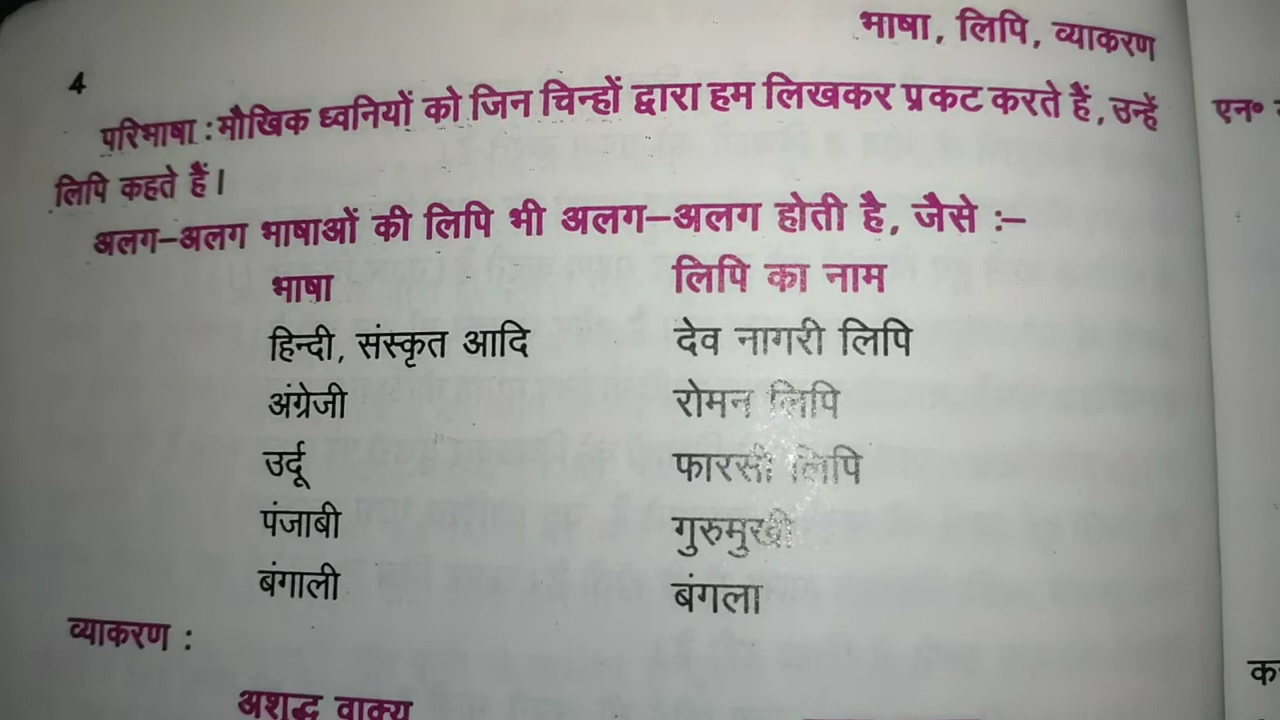 भाषा, लिपि, व्याकरण
4
परिभाषा : मौखिक ध्वनियों को जिन चिन्हों द्वारा हम लिखकर प्रकट करते हैं, उन्हें
लिपि कहते हैं।
अलग-अलग भाषाओं की लिपि भी अलग-अलग होती है, जैसे :-
भाषा लिपि का नाम
हिन्दी, संस्कृत आदि देव नागरी लिपि
अंग्रेजी रोमन लिपि
उर्दू फारसी लिपि
पंजाबी गुरुमुखी
बंगाली बंगला
व्याकरण :
अशुद्ध वाक्य
एन०